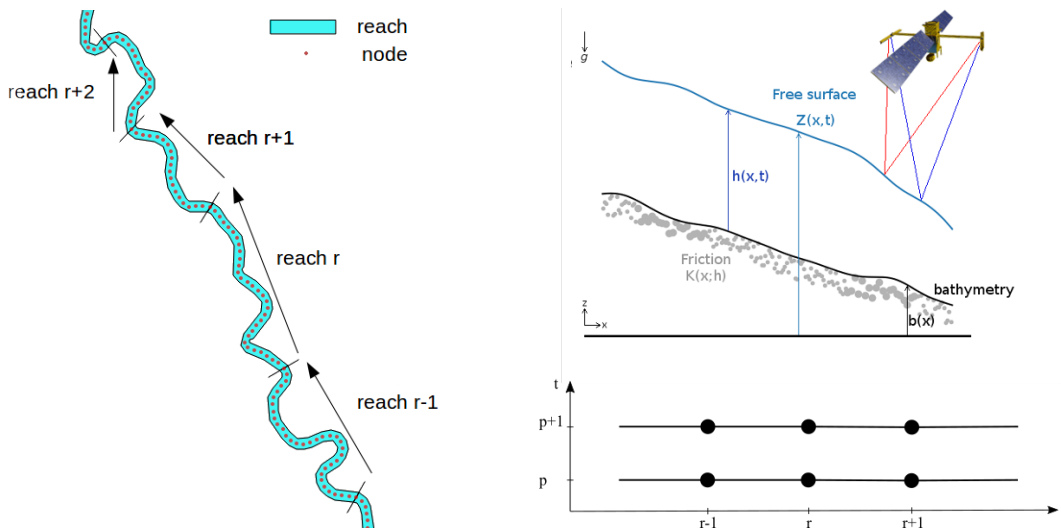 reach
node
reach r+2
reach r+1
reach r
reach r-1
g
Free surface
Z(x,t)
h(x,t)
Friction
K(x;h)
bathymetry
b(x)
z
x
t
p+1
p
r-1
r
r+1